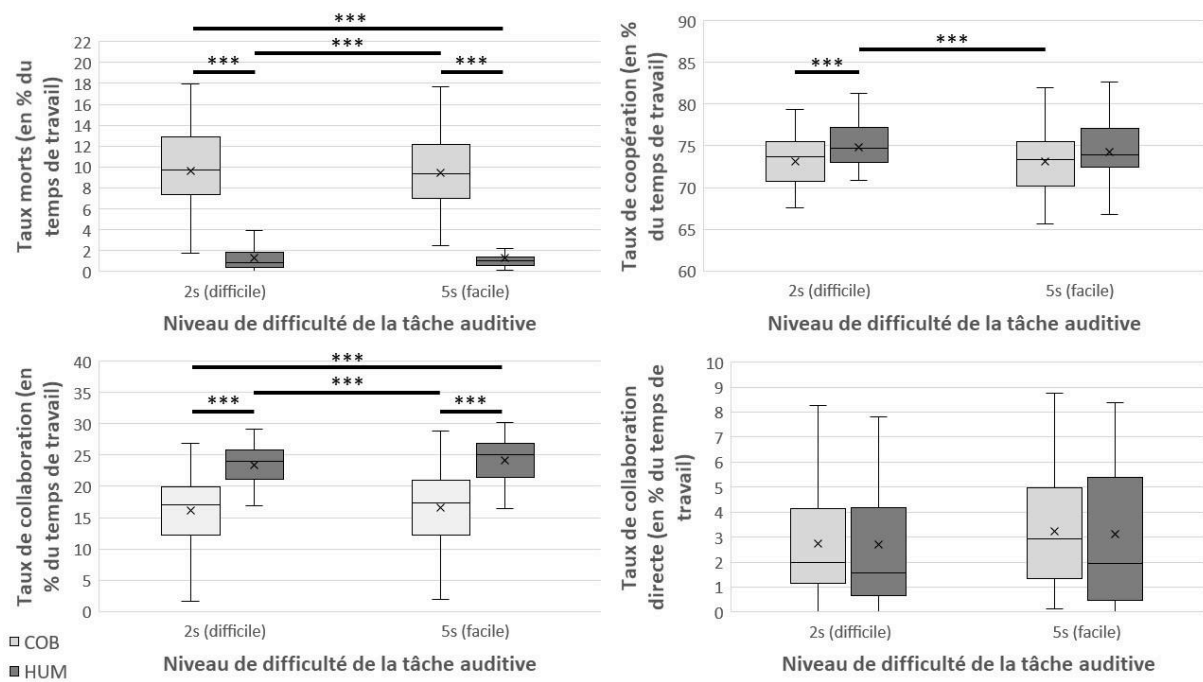 Taux morts (en % du
temps de travail)
22
20
18
16
14
12
10
8
6
4
2
0
***
***
***
***
2s (difficile)
5s (facile)
Niveau de difficulté de la tâche auditive
Taux de coopération (en %
du temps de travail)
90
85
80
75
70
65
60
***
***
2s (difficile)
5s (facile)
Niveau de difficulté de la tâche auditive
Taux de collaboration (en
% du temps de travail)
40
35
30
25
20
15
10
5
0
***
***
***
***
2s (difficile)
5s (facile)
Niveau de difficulté de la tâche auditive
Taux de collaboration
directe (en % du temps de
travail)
10
9
8
7
6
5
4
3
2
1
0
2s (difficile)
5s (facile)
Niveau de difficulté de la tâche auditive
COB
HUM